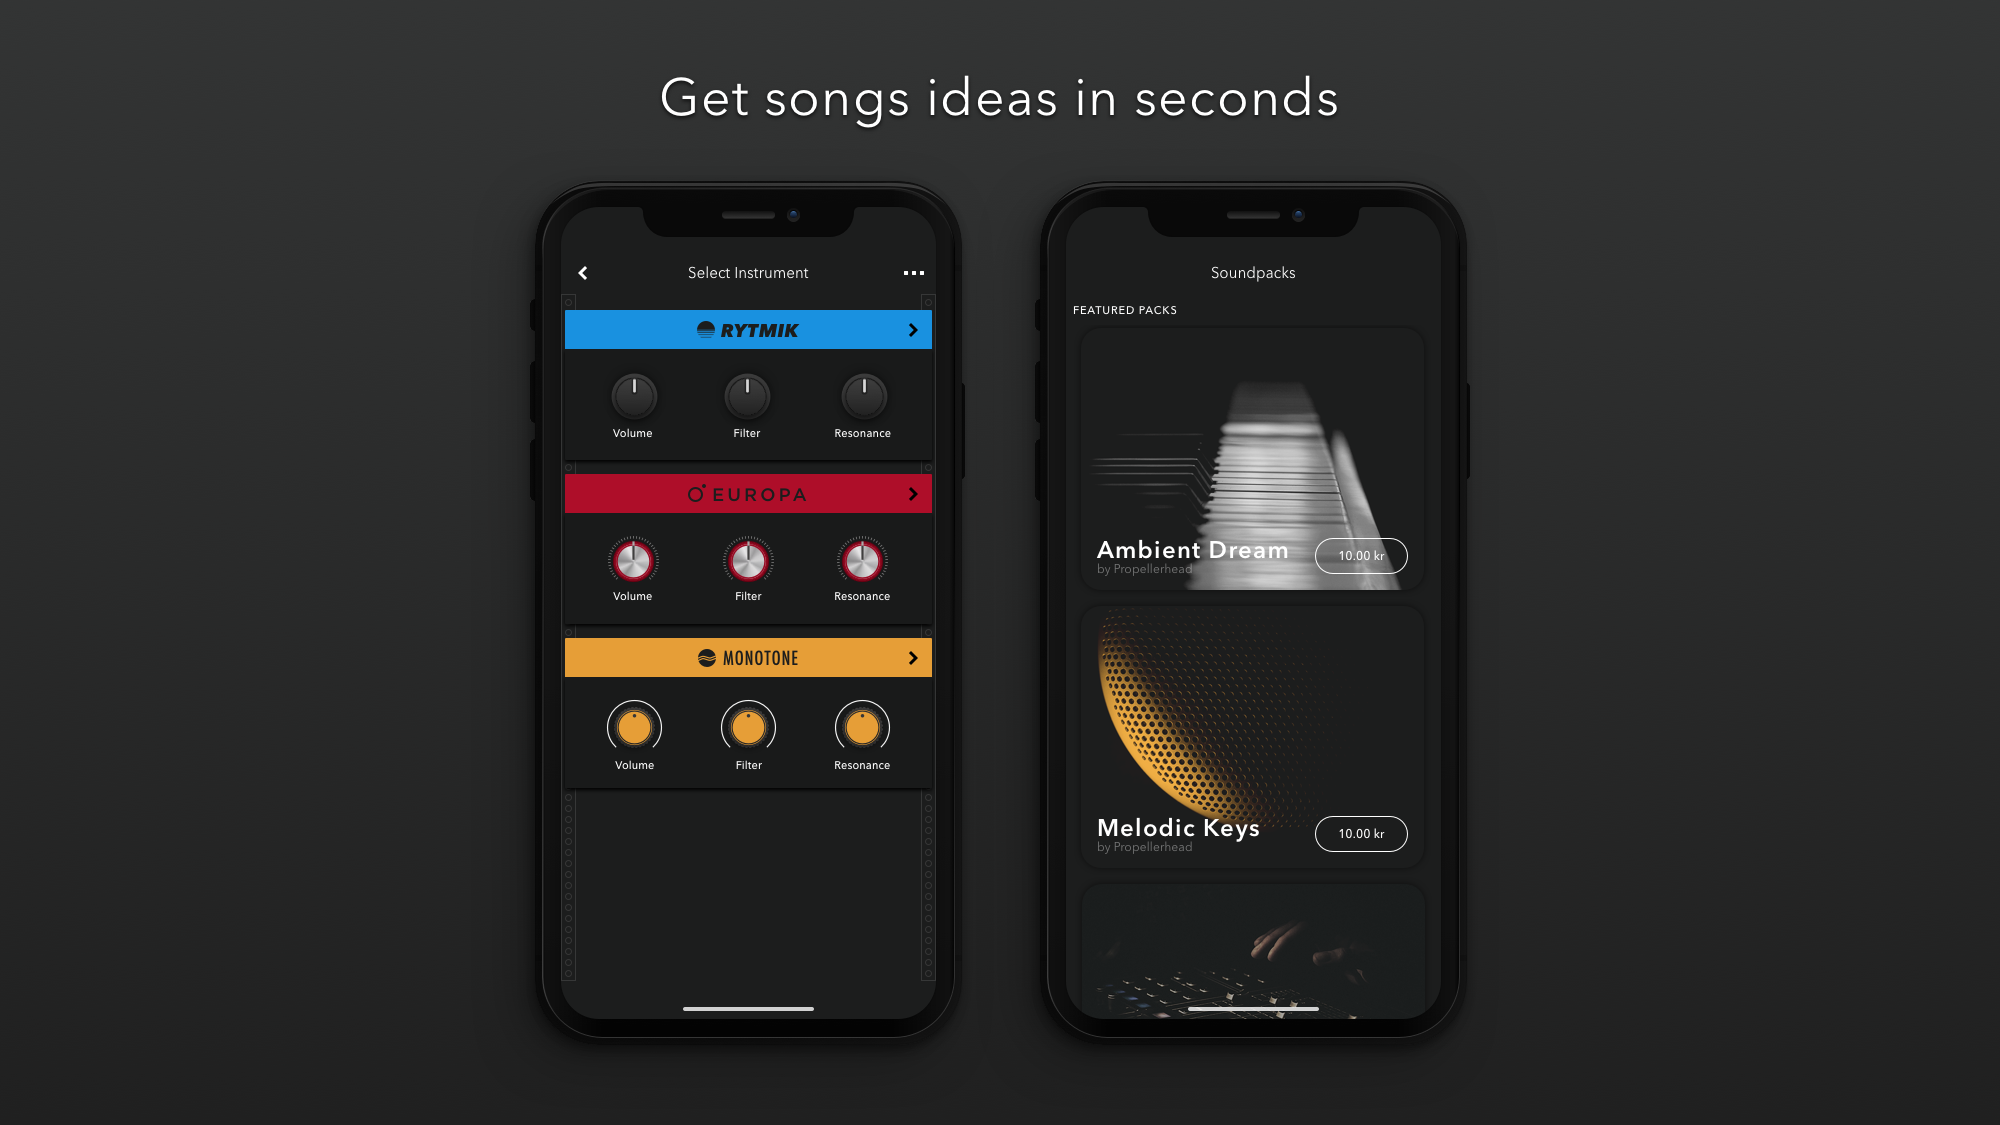 Get songs ideas in seconds
Select Instrument
RYTMIK
Volume Filter Resonance
EUROPA
Volume Filter Resonance
MONOTONE
Volume Filter Resonance
Soundpacks
FEATURED PACKS
Ambient Dream
by Propellerhead
10.00 kr
Melodic Keys
by Propellerhead
10.00 kr